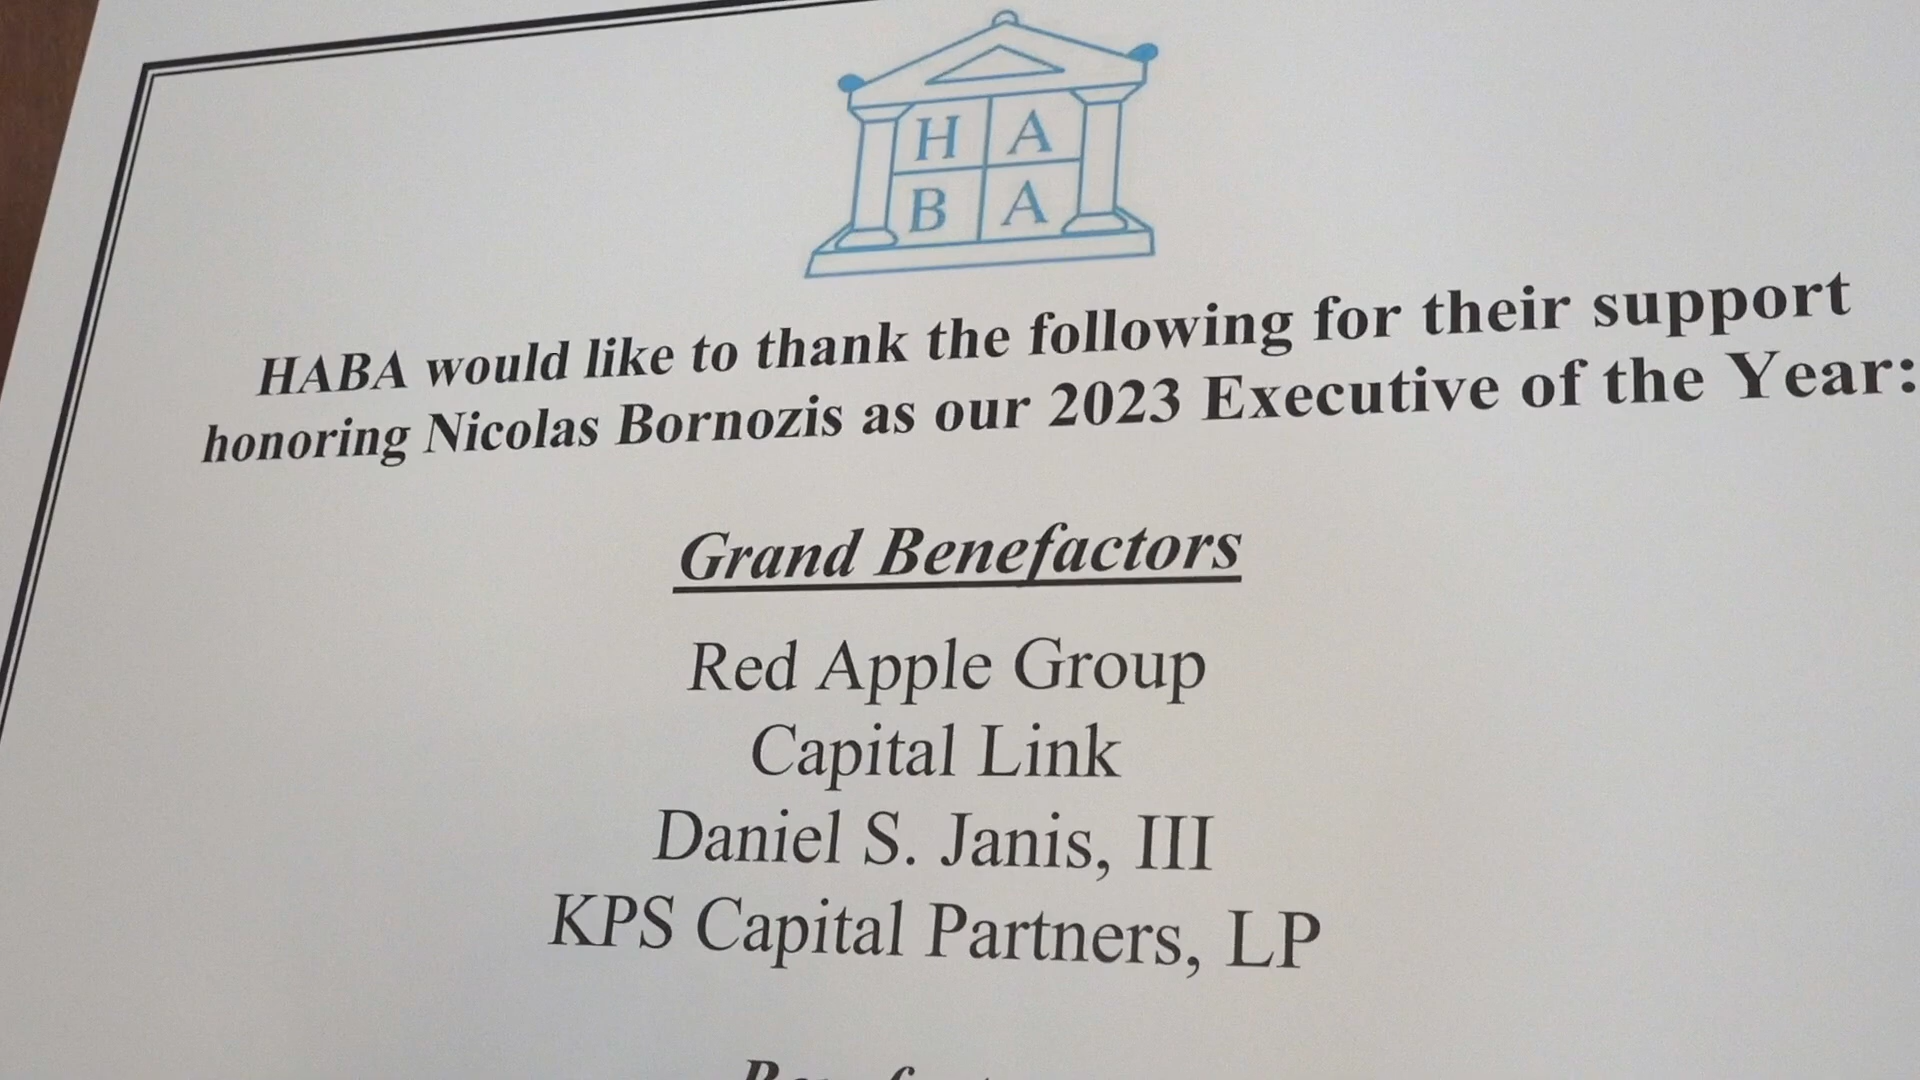 H A
B A
HABA would like to thank the following for their support
honoring Nicolas Bornozis as our 2023 Executive of the Year:
Grand Benefactors
Red Apple Group
Capital Link
Daniel S. Janis, III
KPS Capital Partners, LP